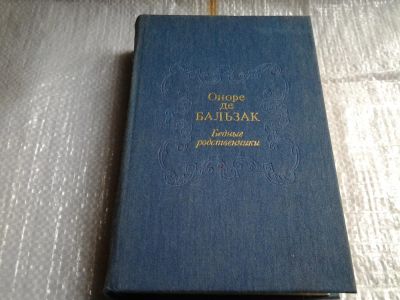 Оноре
де
БАЛЬЗАК
Бедные
родственники